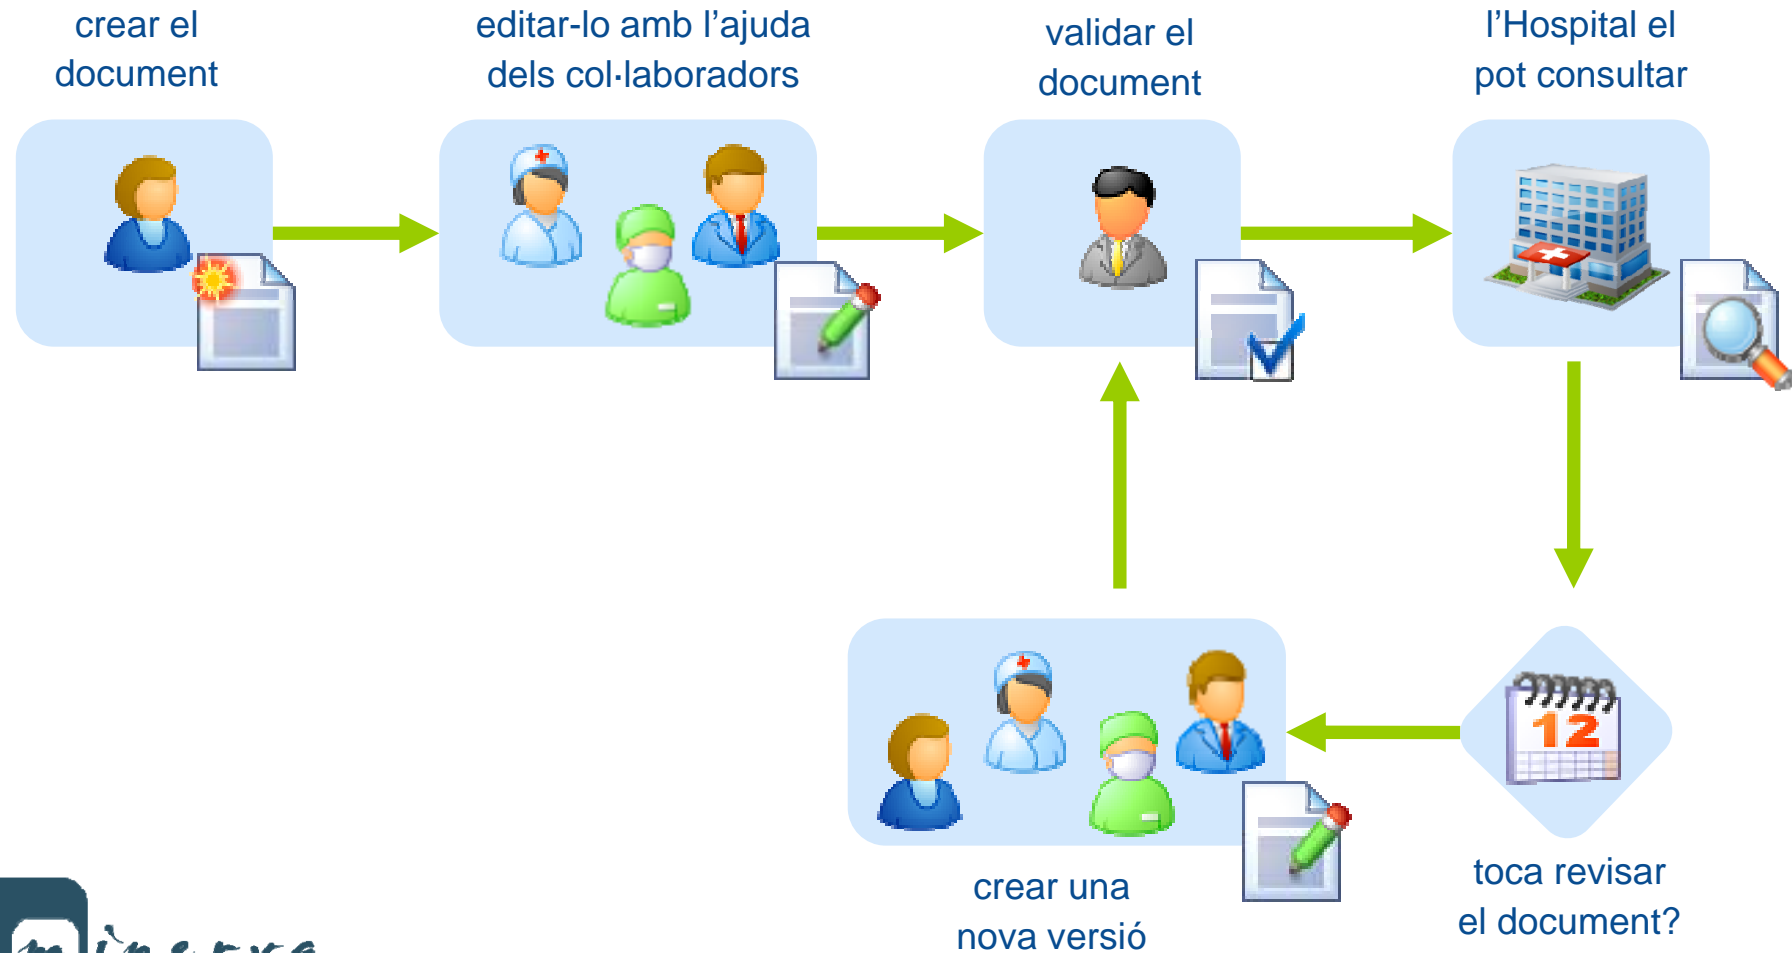 crear el
document
editar-lo amb l’ajuda
dels col·laboradors
validar el
document
l’Hospital el
pot consultar
12
crear una
nova versió
toca revisar
el document?
minerva